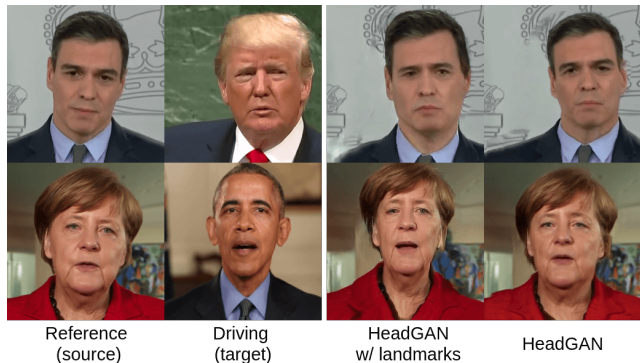 Reference
(source)
Driving
(target)
HeadGAN
w/ landmarks
HeadGAN